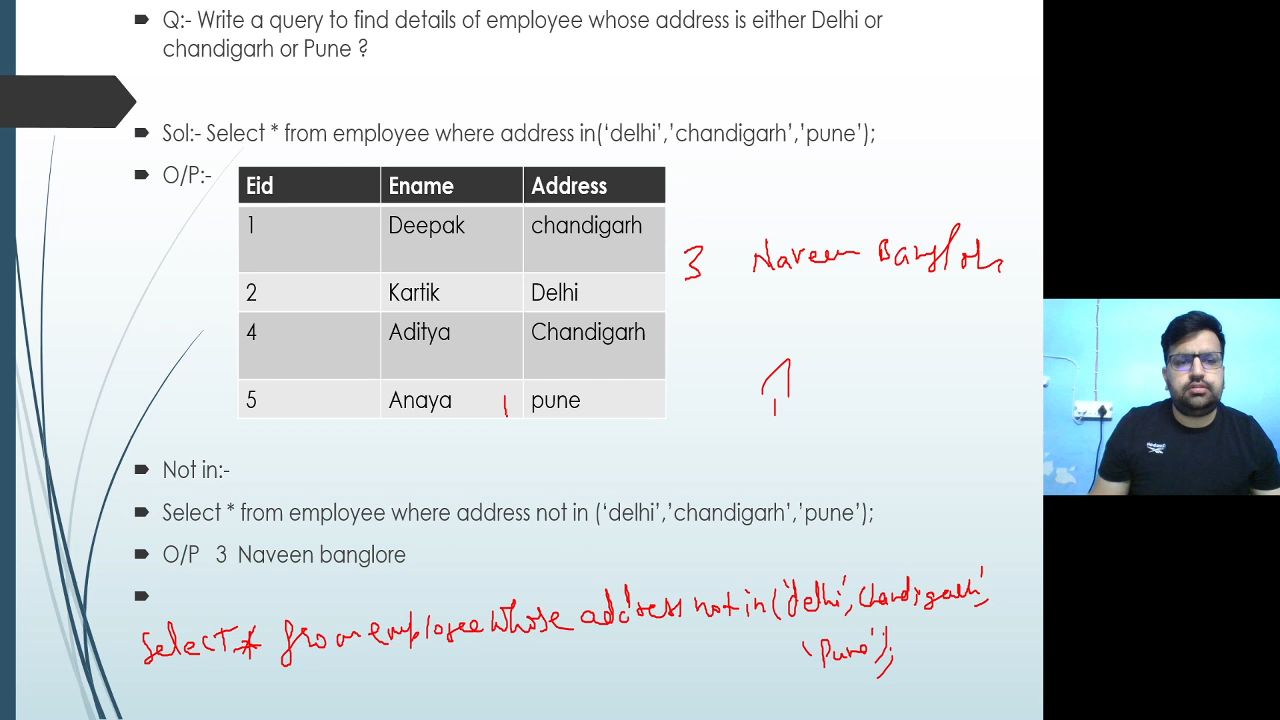 Q:- Write a query to find details of employee whose address is either Delhi or
chandigarh or Pune ?
Sol:- Select * from employee where address in(‘delhi’,’chandigarh’,’pune’);
O/P:-
Eid Ename Address
1 Deepak chandigarh
2 Kartik Delhi
4 Aditya Chandigarh
5 Anaya pune
3 Naveen Banglole
Not in:-
Select * from employee where address not in (‘delhi’,’chandigarh’,’pune’);
O/P 3 Naveen banglore
Select * from employee whose address not in ('delhi', Chandigarh',
'Pune');